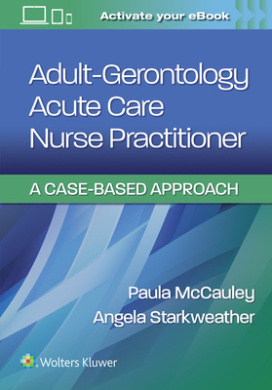 Activate your eBook
Adult-Gerontology
Acute Care
Nurse Practitioner
A CASE-BASED APPROACH
Paula McCauley
Angela Starkweather
Wolters Kluwer